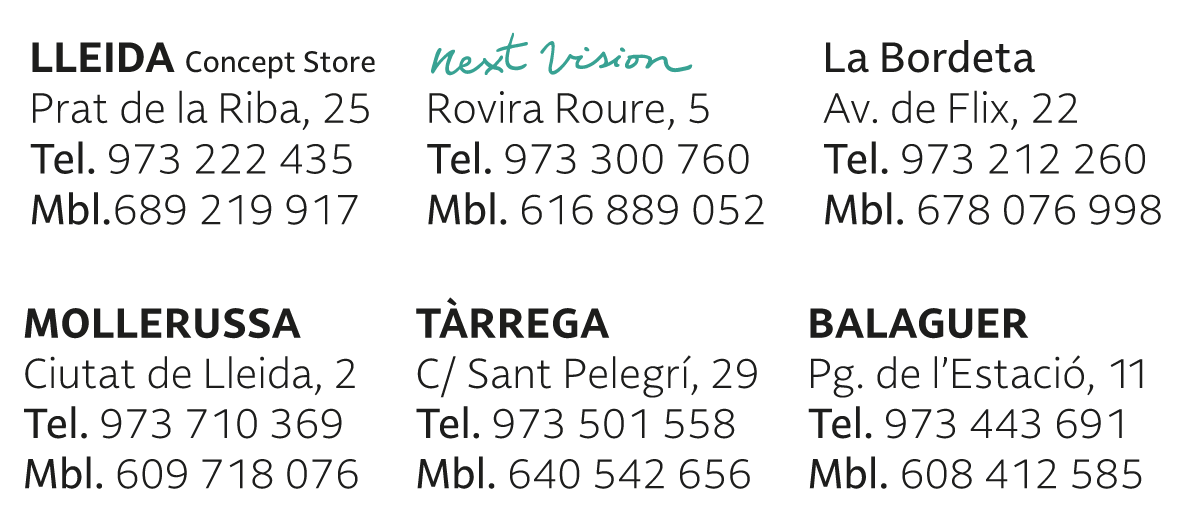 LLEIDA Concept Store
Prat de la Riba, 25
Tel. 973 222 435
Mbl.689 219 917
next vision
Rovira Roure, 5
Tel. 973 300 760
Mbl. 616 889 052
La Bordeta
Av. de Flix, 22
Tel. 973 212 260
Mbl. 678 076 998
MOLLERUSSA
Ciutat de Lleida, 2
Tel. 973 710 369
Mbl. 609 718 076
TÀRREGA
C/ Sant Pelegrí, 29
Tel. 973 501 558
Mbl. 640 542 656
BALAGUER
Pg. de l’Estació, 11
Tel. 973 443 691
Mbl. 608 412 585